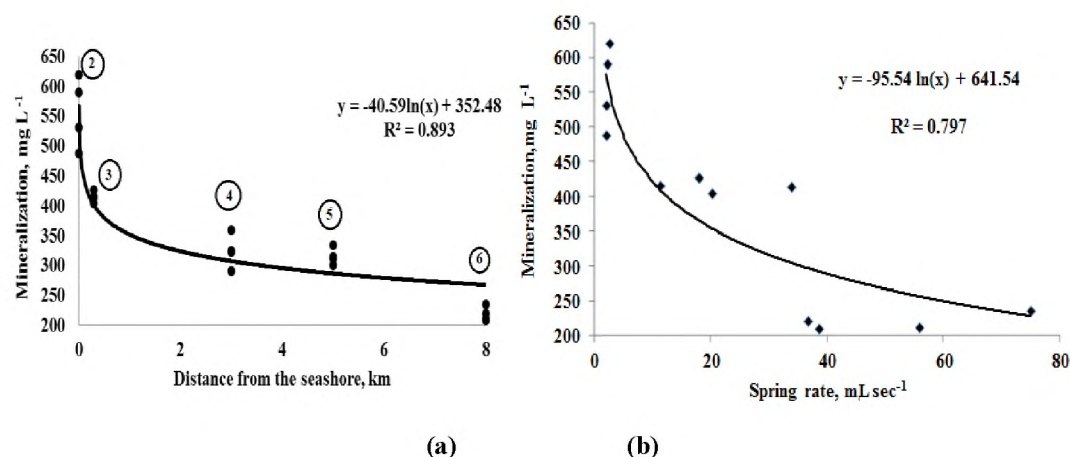 650
600
550
500
450
400
350
300
250
200
Mineralization, mg L⁻¹
2
3
4
5
6
y = -40.59ln(x) + 352.48
R² = 0.893
0 2 4 6 8
Distance from the seashore, km
(a)
650
600
550
500
450
400
350
300
250
200
Mineralization,mg L⁻¹
y = -95.54 ln(x) + 641.54
R² = 0.797
0 20 40 60 80
Spring rate, mL sec⁻¹
(b)